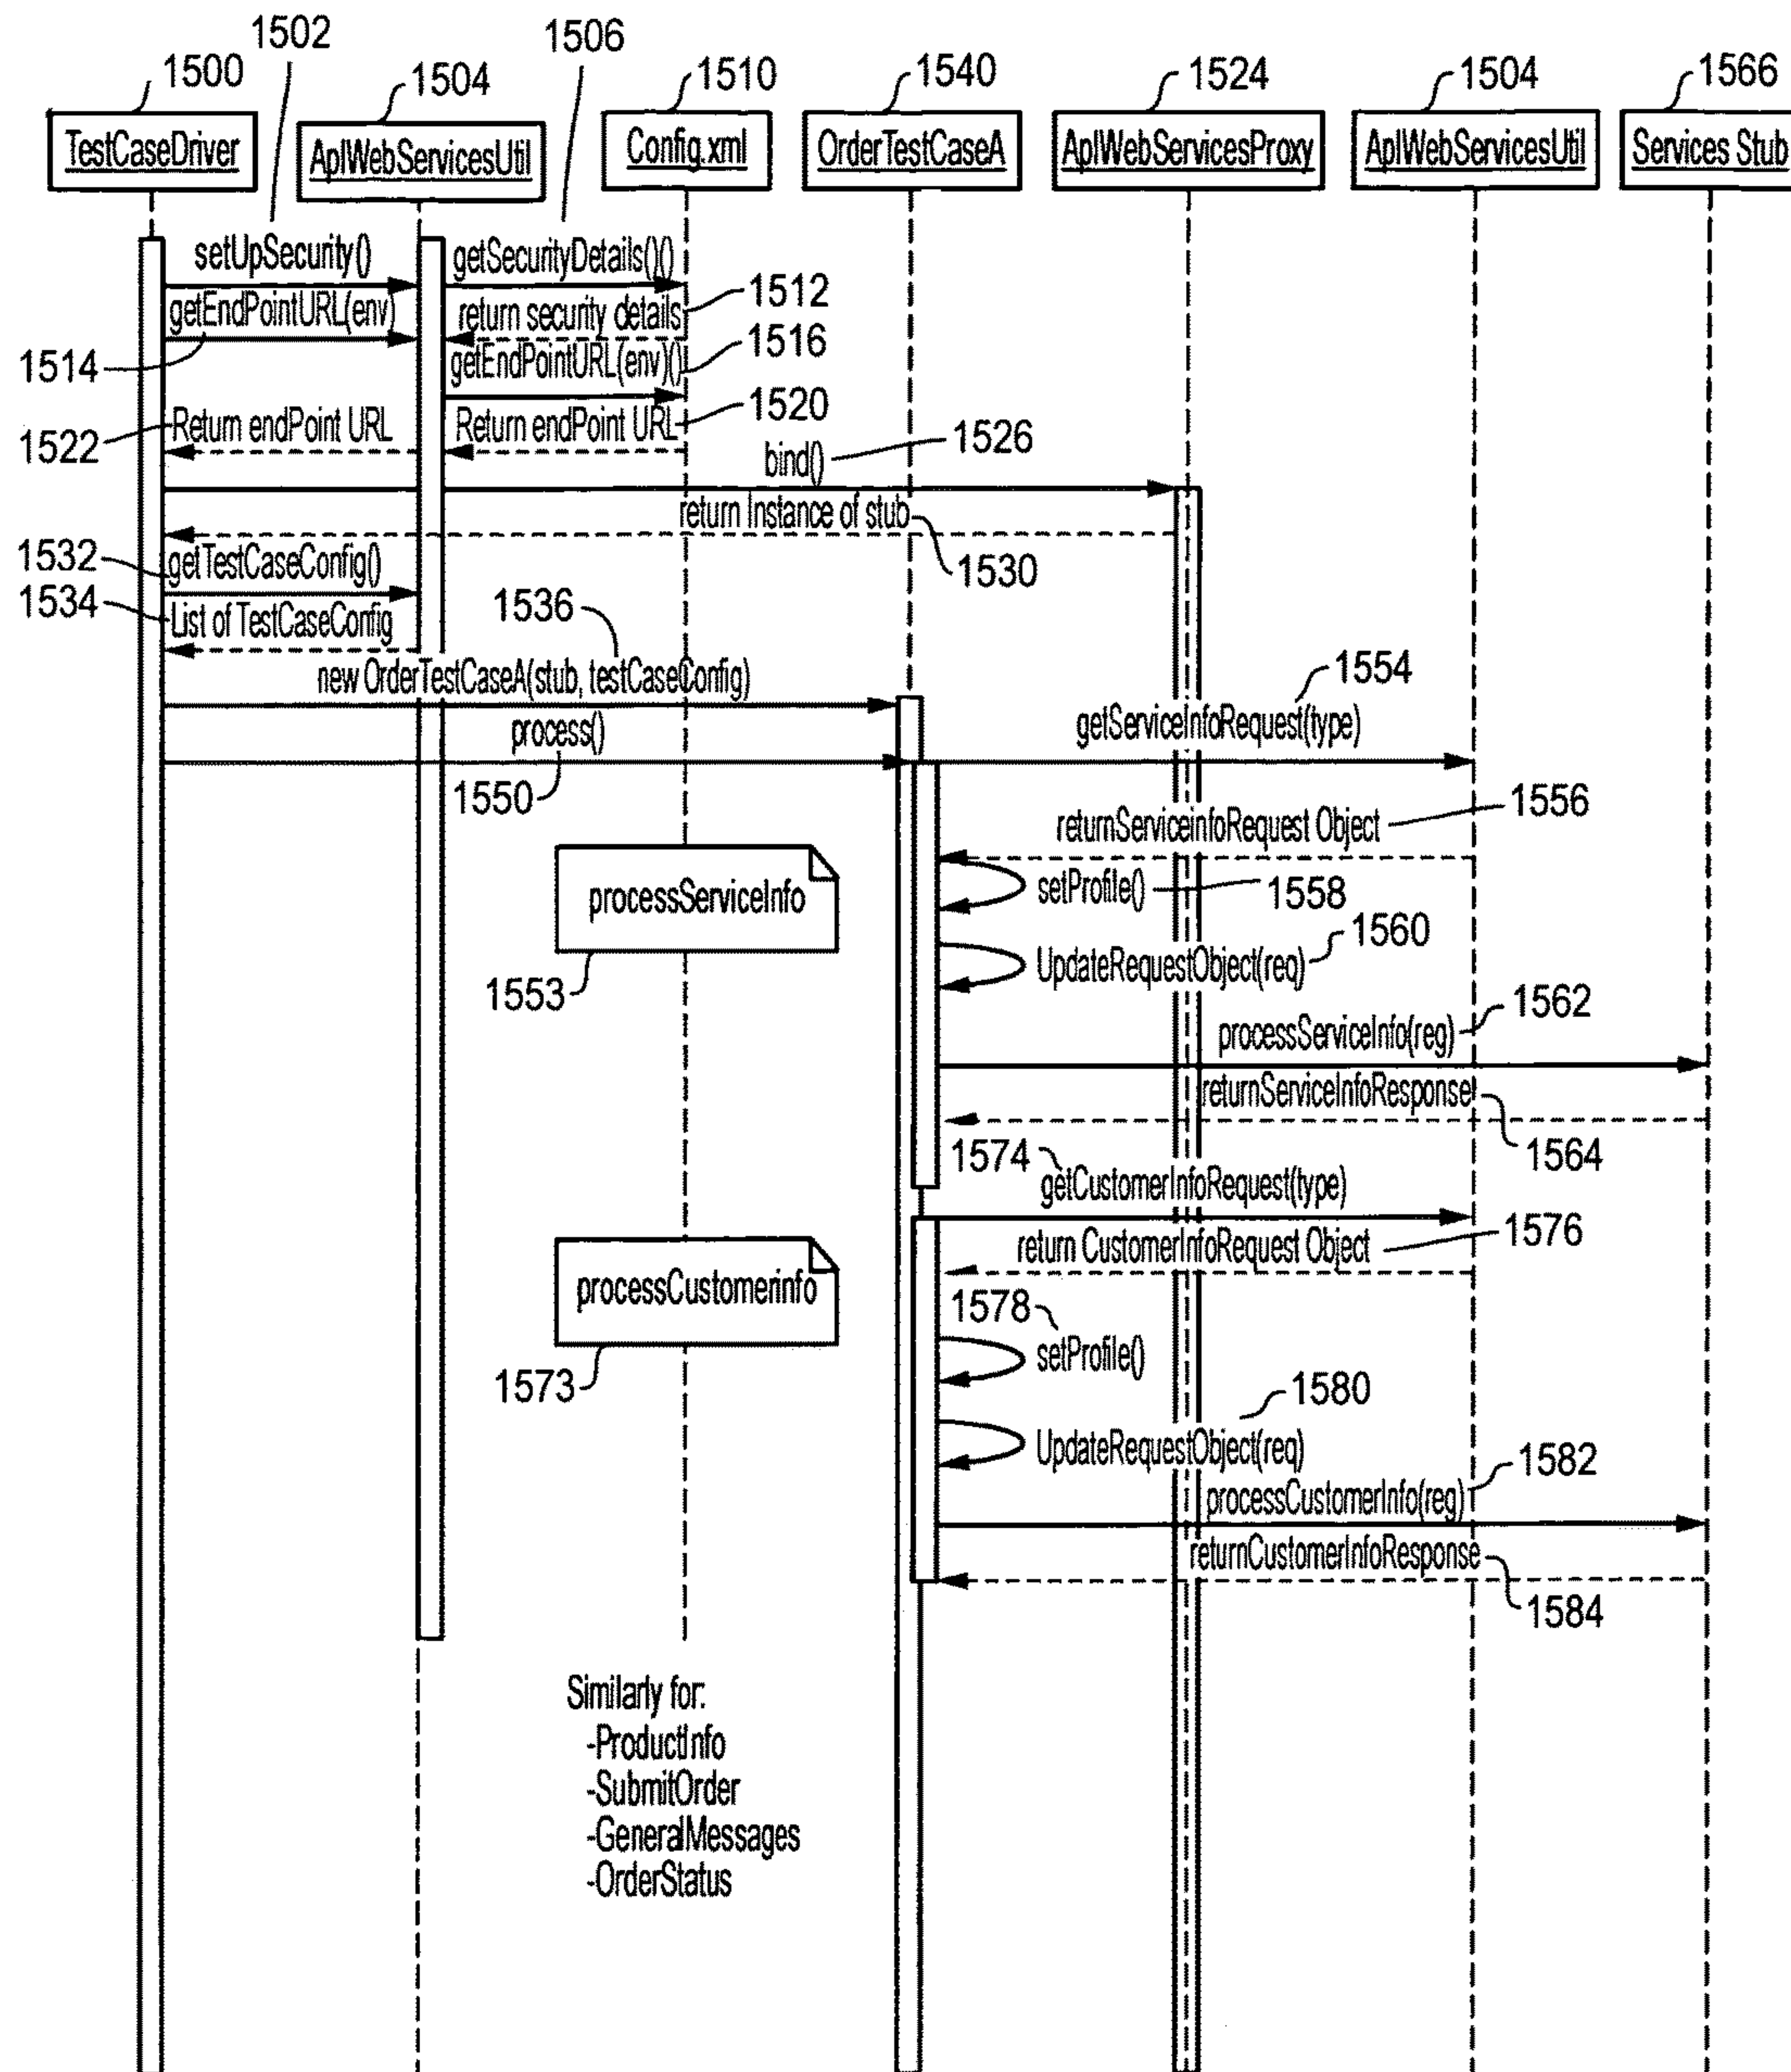 1502
1506
1500
1504
1510
1540
1524
1504
1566
TestCaseDriver
AplWebServicesUtil
Config.xml
OrderTestCaseA
AplWebServicesProxy
AplWebServicesUtil
Services Stub
setUpSecurity()
getSecurityDetails()()
1512
getEndPointURL(env)
return security details
1514
getEndPointURL(env)()
1516
1520
1522
Return endPoint URL
Return endPoint URL
bind()
1526
return Instance of stub
1532
getTestCaseConfig()
1530
1534
List of TestCaseConfig
1536
new OrderTestCaseA(stub, testCaseConfig)
1554
getServiceInfoRequest(type)
process()
1550
1556
returnServiceinfoRequest Object
processServiceInfo
setProfile()
1558
1560
UpdateRequestObject(req)
1553
1562
processServiceInfo(reg)
returnServiceInfoResponse
1574
1564
getCustomerInfoRequest(type)
1576
return CustomerInfoRequest Object
processCustomerinfo
1578
setProfile()
1573
1580
UpdateRequestObject(req)
1582
processCustomerInfo(reg)
returnCustomerInfoResponse
1584
Similarly for:
-ProductInfo
-SubmitOrder
-GeneralMessages
-OrderStatus